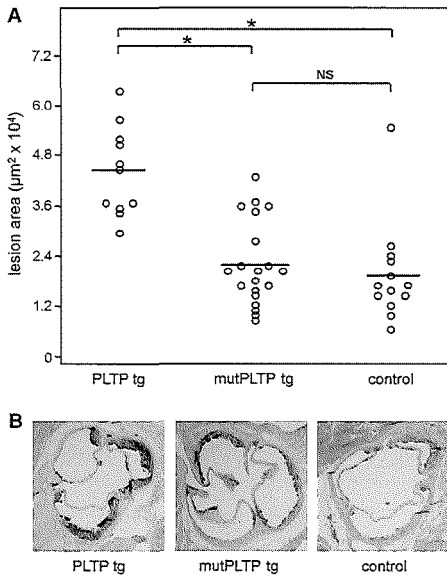 A
*
*
NS
7.2
6.0
4.8
3.6
2.4
1.2
0
lesion area (µm² x 10⁴)
PLTP tg mutPLTP tg control
B
PLTP tg mutPLTP tg control